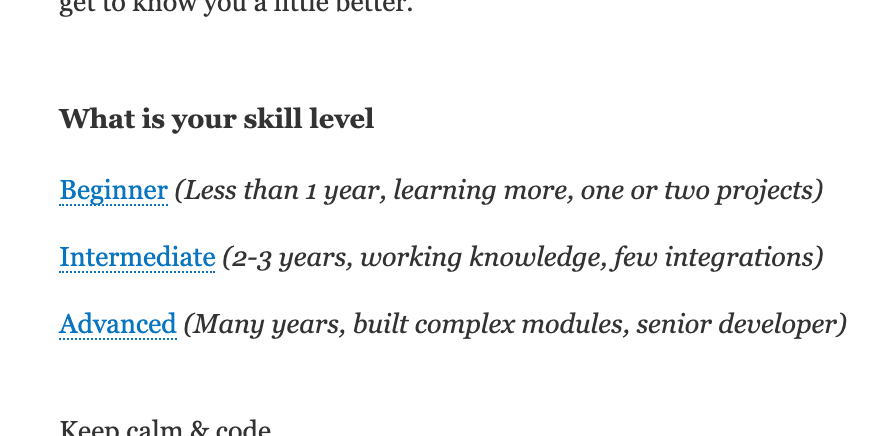 get to know you a little better.
What is your skill level
Beginner (Less than 1 year, learning more, one or two projects)
Intermediate (2-3 years, working knowledge, few integrations)
Advanced (Many years, built complex modules, senior developer)
Keep calm & code